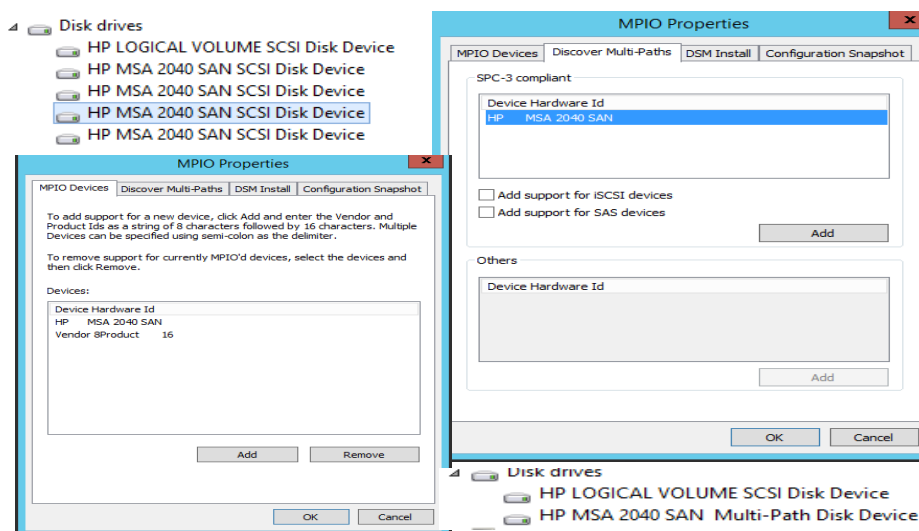 Disk drives
HP LOGICAL VOLUME SCSI Disk Device
HP MSA 2040 SAN SCSI Disk Device
HP MSA 2040 SAN SCSI Disk Device
HP MSA 2040 SAN SCSI Disk Device
HP MSA 2040 SAN SCSI Disk Device
MPIO Properties
x
MPIO Devices Discover Multi-Paths DSM Install Configuration Snapshot
SPC-3 compliant
Device Hardware Id
HP MSA 2040 SAN
Add support for iSCSI devices
Add support for SAS devices
Add
Others
Device Hardware Id
Add
OK Cancel
MPIO Properties
x
MPIO Devices Discover Multi-Paths DSM Install Configuration Snapshot
To add support for a new device, click Add and enter the Vendor and
Product Ids as a string of 8 characters followed by 16 characters. Multiple
Devices can be specified using semi-colon as the delimiter.
To remove support for currently MPIO'd devices, select the devices and
then click Remove.
Devices:
Device Hardware Id
HP MSA 2040 SAN
Vendor 8Product 16
Add Remove
OK Cancel
Disk drives
HP LOGICAL VOLUME SCSI Disk Device
HP MSA 2040 SAN Multi-Path Disk Device